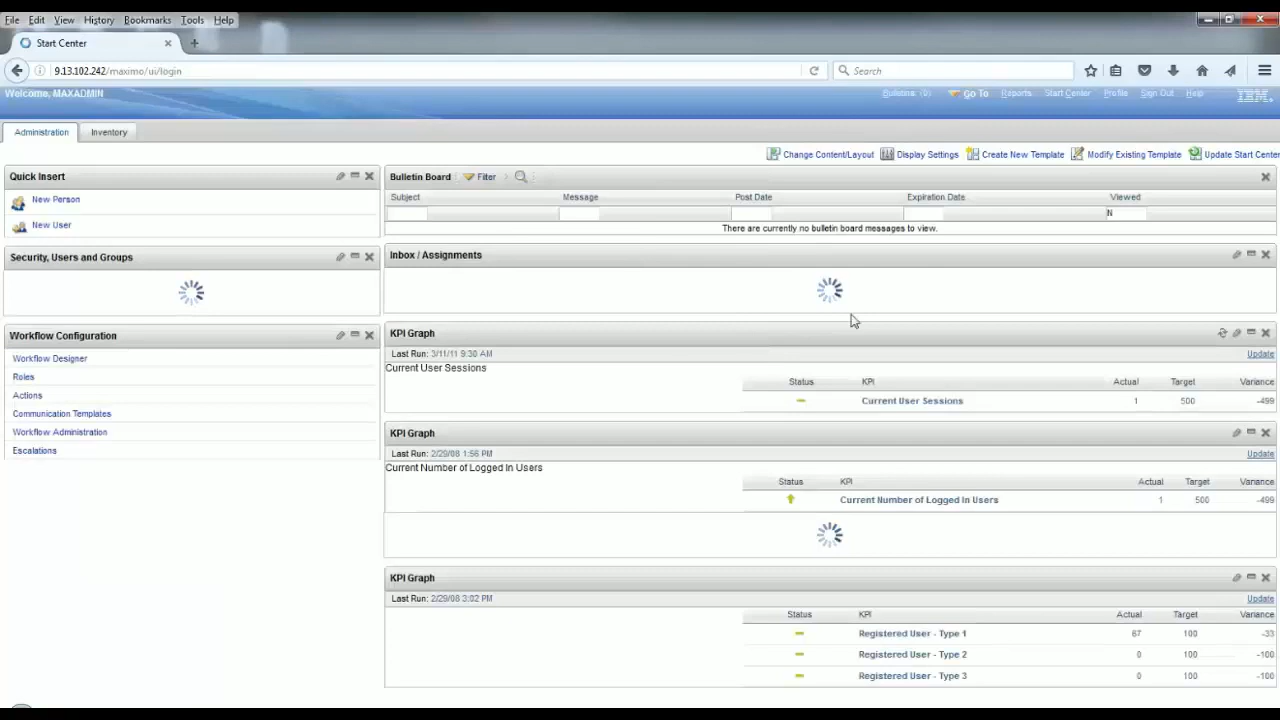 File Edit View History Bookmarks Tools Help
Start Center
9.13.102.242/maximo/ui/login
Search
Welcome, MAXADMIN
Bulletins: (0) Go To Reports Start Center Profile Sign Out Help IBM
Administration Inventory
Change Content/Layout Display Settings Create New Template Modify Existing Template Update Start Center
Quick Insert
New Person
New User
Security, Users and Groups
Workflow Configuration
Workflow Designer
Roles
Actions
Communication Templates
Workflow Administration
Escalations
Bulletin Board Filter
Subject Message Post Date Expiration Date Viewed
N
There are currently no bulletin board messages to view.
Inbox / Assignments
KPI Graph
Last Run: 3/11/11 9:30 AM Update
Current User Sessions
Status KPI Actual Target Variance
Current User Sessions 1 500 -499
KPI Graph
Last Run: 2/29/08 1:56 PM Update
Current Number of Logged In Users
Status KPI Actual Target Variance
Current Number of Logged In Users 1 500 -499
KPI Graph
Last Run: 2/29/08 3:02 PM Update
Status KPI Actual Target Variance
Registered User - Type 1 67 100 -33
Registered User - Type 2 0 100 -100
Registered User - Type 3 0 100 -100